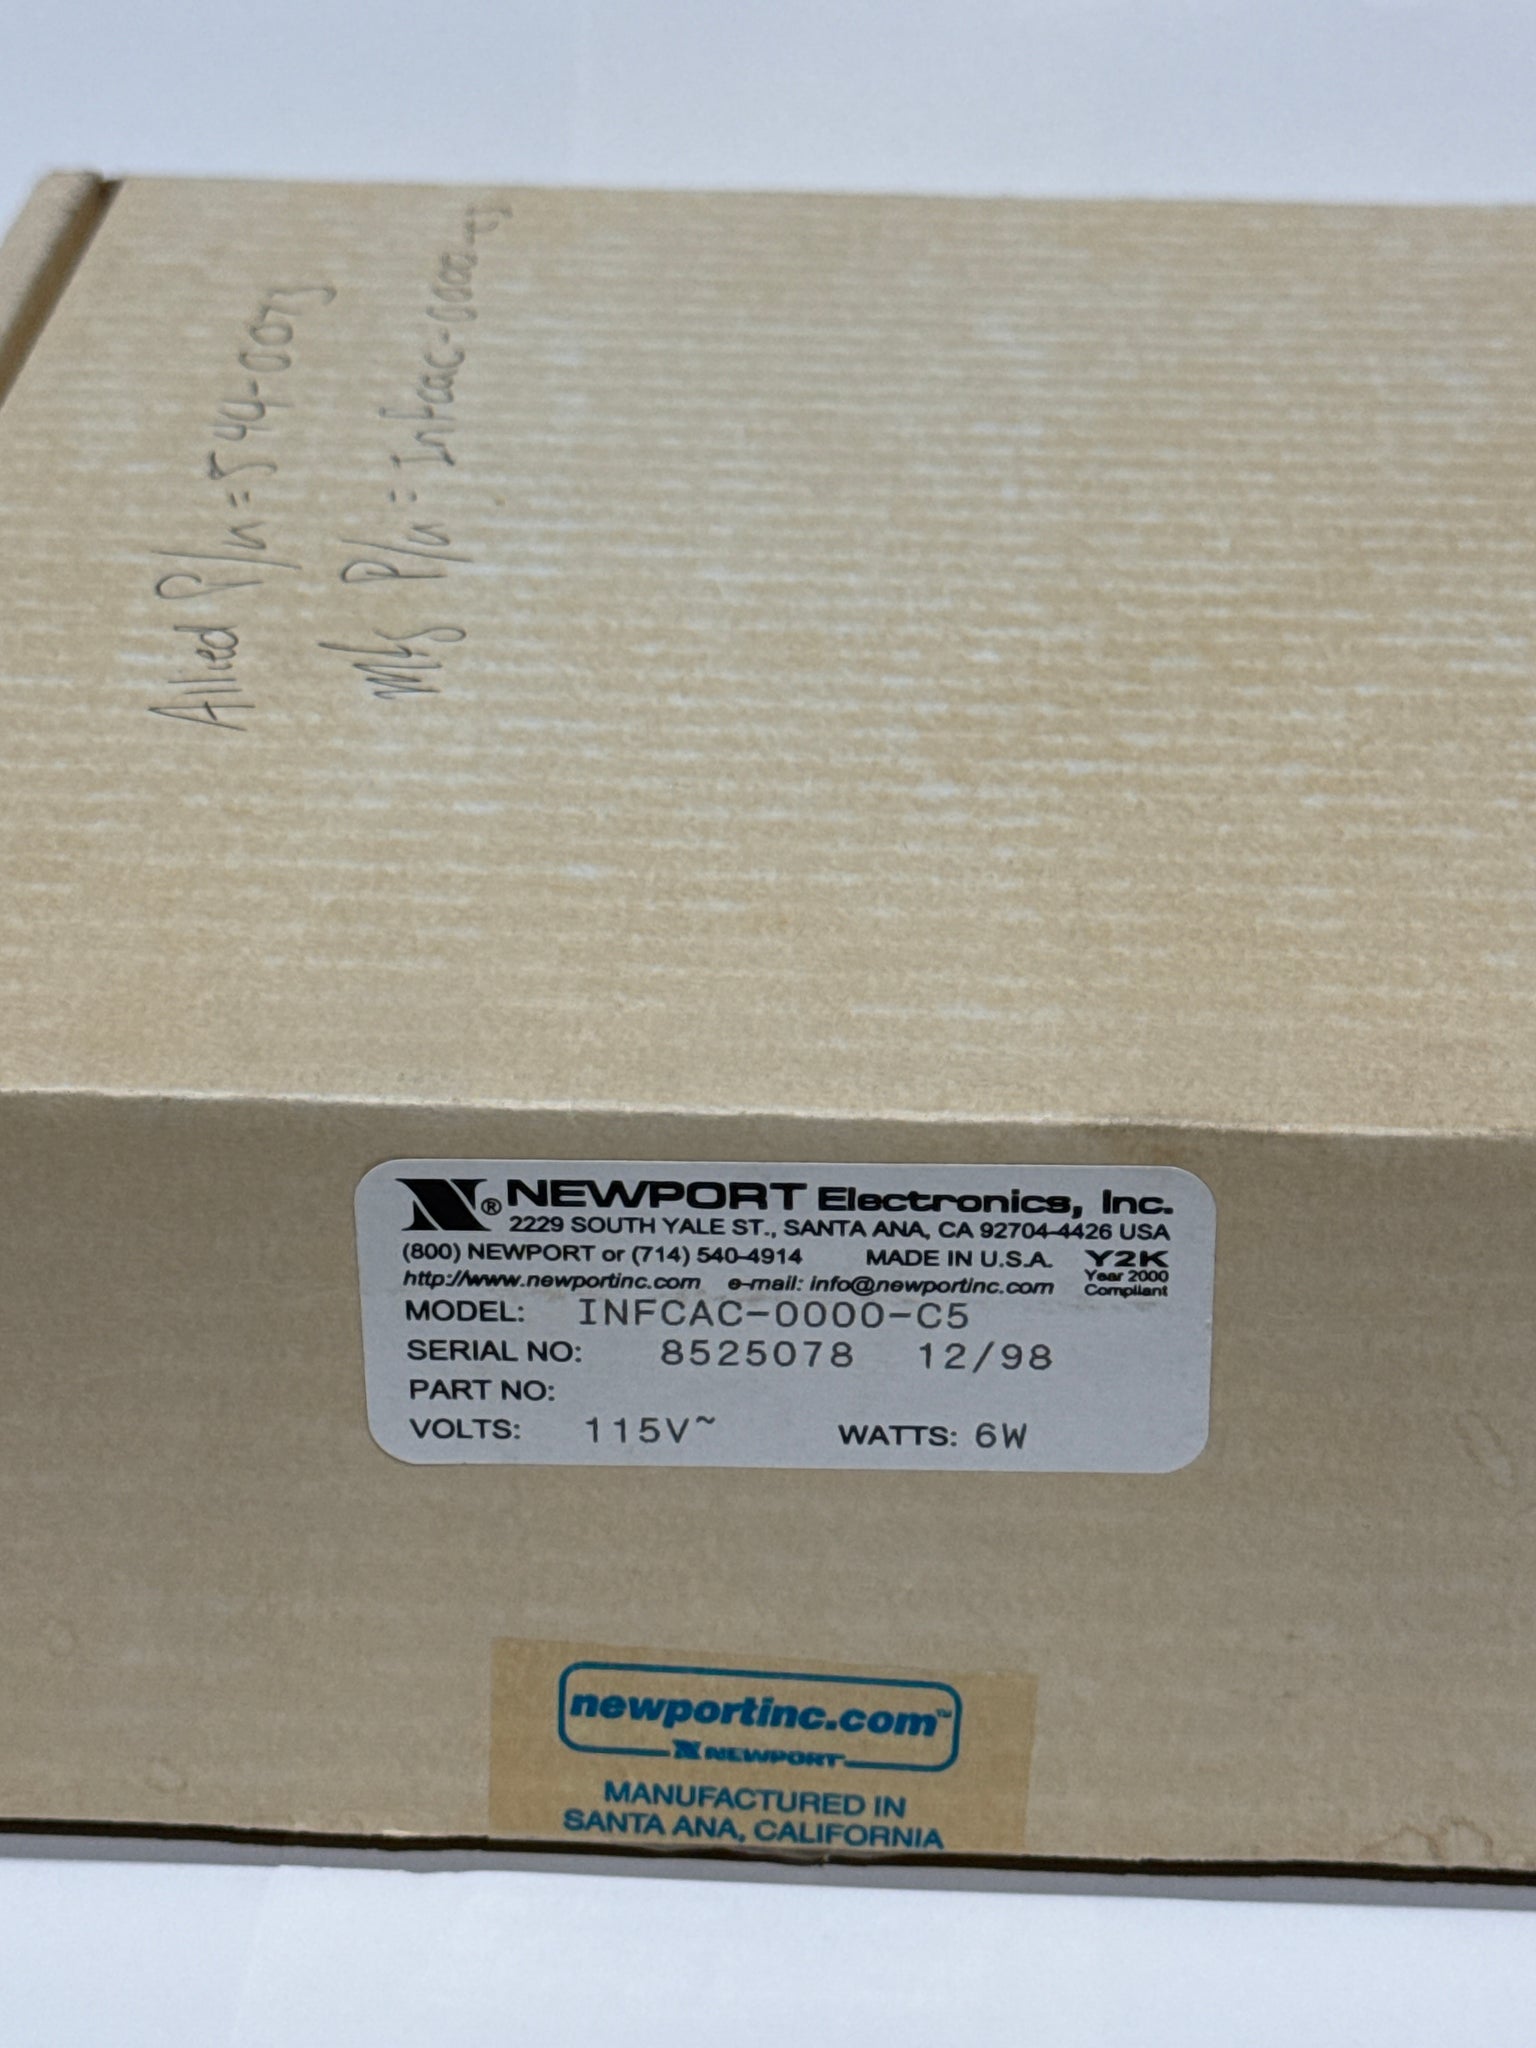 Allied P/n = 544-0073
Mfg P/n = Infcac-0000-
N® NEWPORT Electronics, Inc.
2229 SOUTH YALE ST., SANTA ANA, CA 92704-4426 USA
(800) NEWPORT or (714) 540-4914 MADE IN U.S.A. Y2K
http://www.newportinc.com e-mail: info@newportinc.com Year 2000 Compliant
MODEL: INFCAC-0000-C5
SERIAL NO: 8525078 12/98
PART NO:
VOLTS: 115V~ WATTS: 6W
newportinc.com™
N NEWPORT
MANUFACTURED IN
SANTA ANA, CALIFORNIA